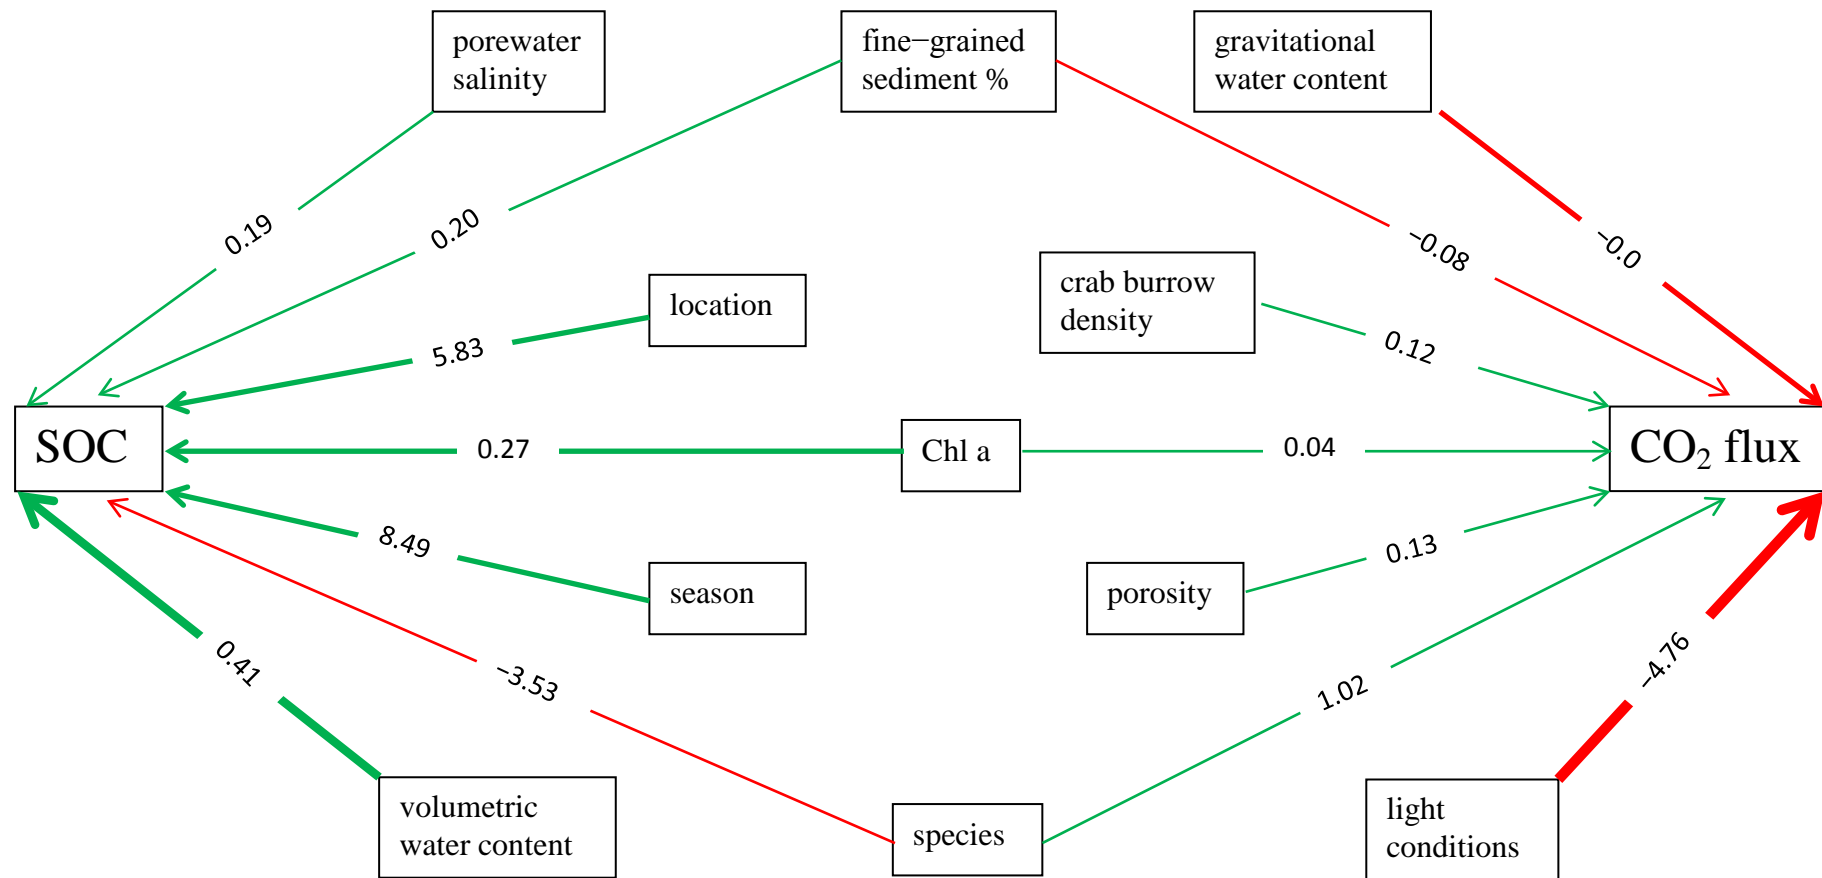 porewater
salinity
fine−grained
sediment %
gravitational
water content
0.19
0.20
−0.08
−0.0
location
crab burrow
density
5.83
0.12
SOC
0.27
Chl a
0.04
CO₂ flux
8.49
0.13
season
porosity
0.41
−3.53
1.02
−4.76
volumetric
water content
species
light
conditions